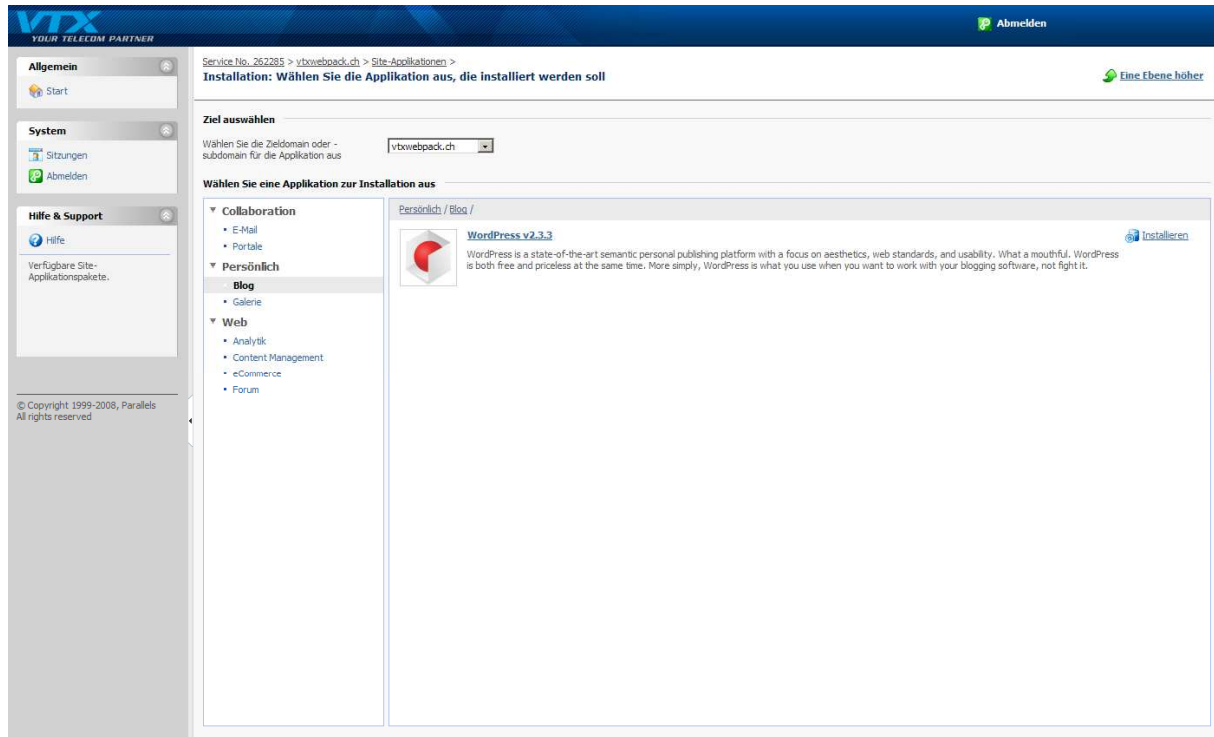 VTX
YOUR TELECOM PARTNER
Abmelden
Allgemein
Start
System
Sitzungen
Abmelden
Hilfe & Support
Hilfe
Verfügbare Site-
Applikationspakete.
© Copyright 1999-2008, Parallels
All rights reserved
Service No. 262285 > vtxwebpack.ch > Site-Applikationen >
Installation: Wählen Sie die Applikation aus, die installiert werden soll
Eine Ebene höher
Ziel auswählen
Wählen Sie die Zieldomain oder -
subdomain für die Applikation aus
vtxwebpack.ch
Wählen Sie eine Applikation zur Installation aus
Collaboration
E-Mail
Portale
Persönlich
Blog
Galerie
Web
Analytik
Content Management
eCommerce
Forum
Persönlich / Blog /
WordPress v2.3.3
Installieren
WordPress is a state-of-the-art semantic personal publishing platform with a focus on aesthetics, web standards, and usability. What a mouthful. WordPress
is both free and priceless at the same time. More simply, WordPress is what you use when you want to work with your blogging software, not fight it.